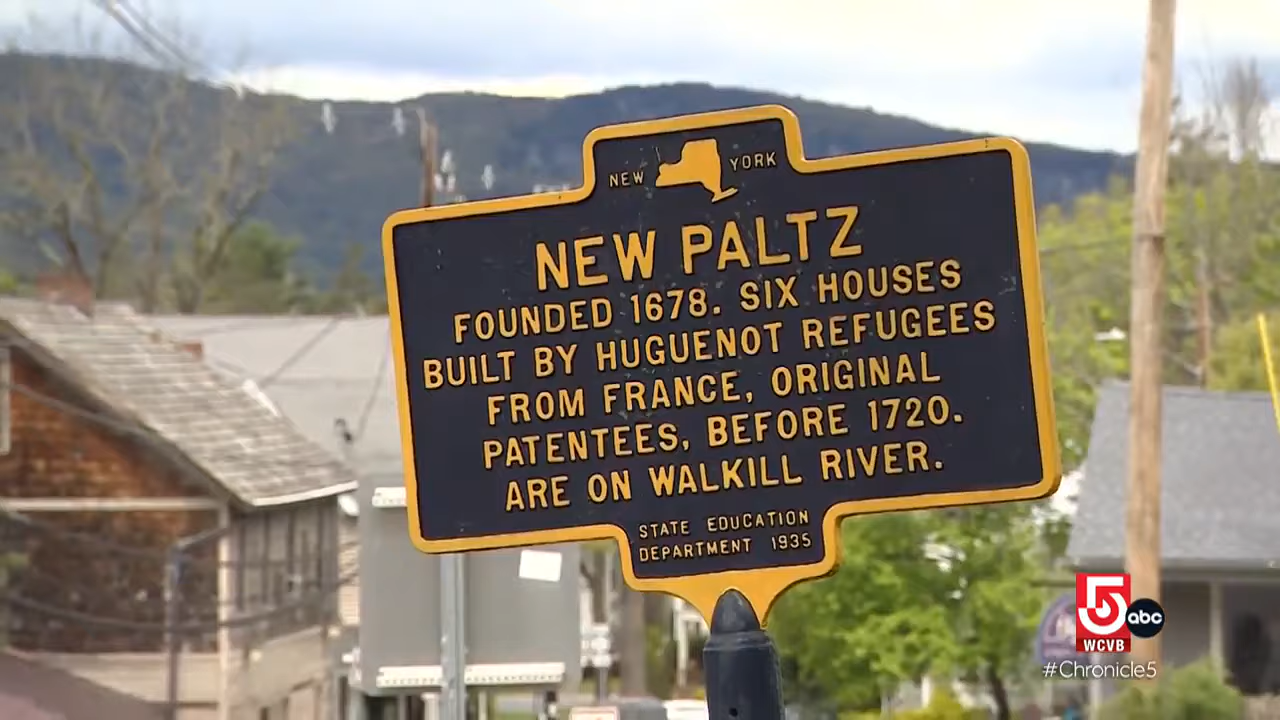 NEW YORK
NEW PALTZ
FOUNDED 1678. SIX HOUSES
BUILT BY HUGUENOT REFUGEES
FROM FRANCE, ORIGINAL
PATENTEES, BEFORE 1720.
ARE ON WALKILL RIVER.
STATE EDUCATION
DEPARTMENT 1935
5 abc
WCVB
#Chronicle5